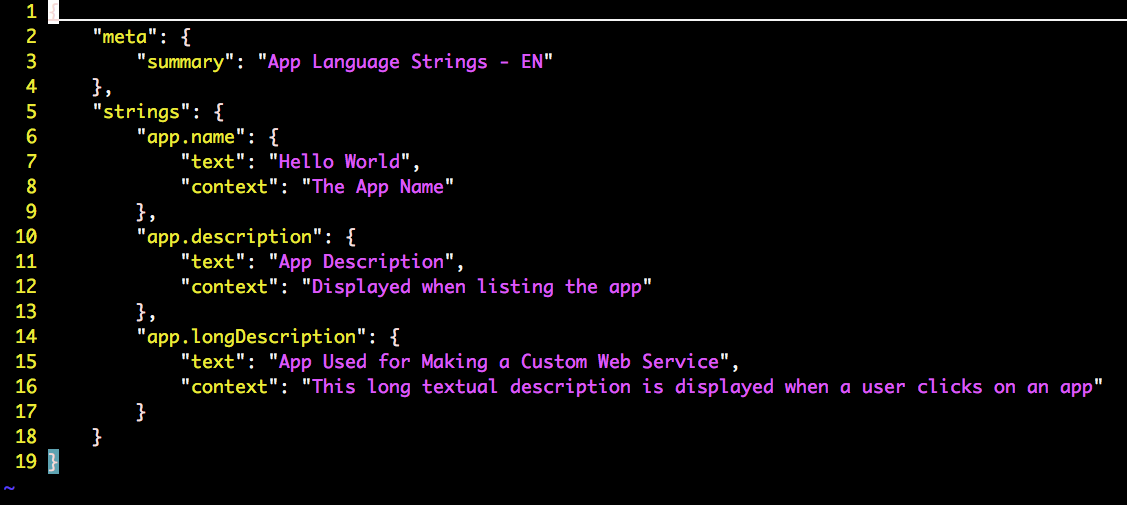 1 {
2     "meta": {
3         "summary": "App Language Strings - EN"
4     },
5     "strings": {
6         "app.name": {
7             "text": "Hello World",
8             "context": "The App Name"
9         },
10         "app.description": {
11             "text": "App Description",
12             "context": "Displayed when listing the app"
13         },
14         "app.longDescription": {
15             "text": "App Used for Making a Custom Web Service",
16             "context": "This long textual description is displayed when a user clicks on an app"
17         }
18     }
19 }
~